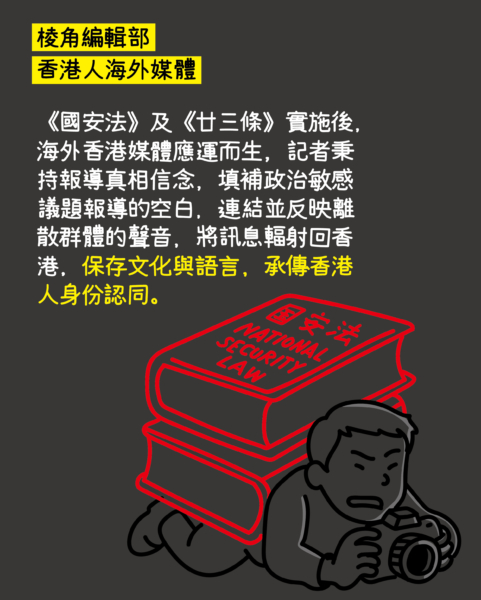 棱角編輯部
香港人海外媒體
《國安法》及《廿三條》實施後，
海外香港媒體應運而生，記者秉
持報導真相信念，填補政治敏感
議題報導的空白，連結並反映離
散群體的聲音，將訊息輻射回香
港，保存文化與語言，承傳香港
人身份認同。
國安法
NATIONAL
SECURITY
LAW